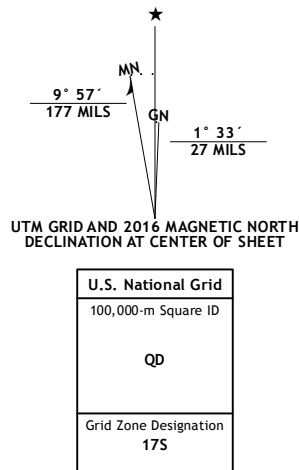 MN
9° 57´
177 MILS
GN
1° 33´
27 MILS
UTM GRID AND 2016 MAGNETIC NORTH
DECLINATION AT CENTER OF SHEET
U.S. National Grid
100,000-m Square ID
QD
Grid Zone Designation
17S